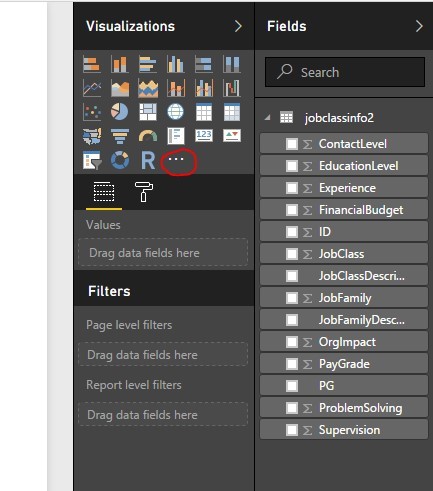 Visualizations
Fields
Search
jobclassinfo2
ContactLevel
EducationLevel
Experience
FinancialBudget
ID
JobClass
JobClassDescri...
JobFamily
JobFamilyDesc...
OrgImpact
PayGrade
PG
ProblemSolving
Supervision
123
R
...
Values
Drag data fields here
Filters
Page level filters
Drag data fields here
Report level filters
Drag data fields here